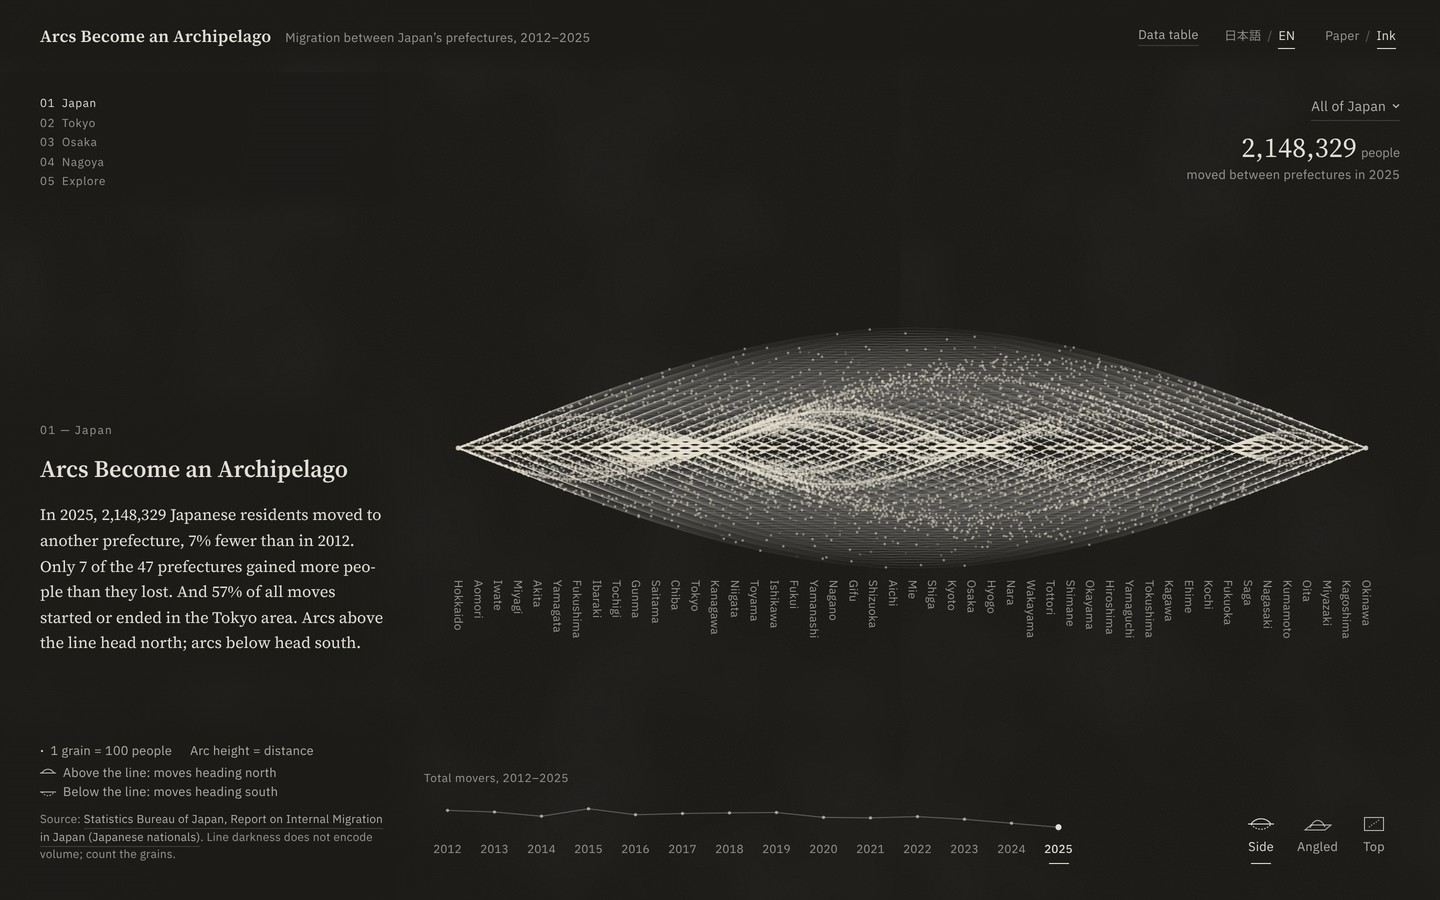 Arcs Become an Archipelago
Migration between Japan's prefectures, 2012–2025
Data table
日本語 / EN
Paper / Ink
01 Japan
02 Tokyo
03 Osaka
04 Nagoya
05 Explore
All of Japan
2,148,329 people
moved between prefectures in 2025
01 — Japan
Arcs Become an Archipelago
In 2025, 2,148,329 Japanese residents moved to
another prefecture, 7% fewer than in 2012.
Only 7 of the 47 prefectures gained more peo-
ple than they lost. And 57% of all moves
started or ended in the Tokyo area. Arcs above
the line head north; arcs below head south.
Hokkaido
Aomori
Iwate
Miyagi
Akita
Yamagata
Fukushima
Ibaraki
Tochigi
Gunma
Saitama
Chiba
Tokyo
Kanagawa
Niigata
Toyama
Ishikawa
Fukui
Yamanashi
Nagano
Gifu
Shizuoka
Aichi
Mie
Shiga
Kyoto
Osaka
Hyogo
Nara
Wakayama
Tottori
Shimane
Okayama
Hiroshima
Yamaguchi
Tokushima
Kagawa
Ehime
Kochi
Fukuoka
Saga
Nagasaki
Kumamoto
Oita
Miyazaki
Kagoshima
Okinawa
· 1 grain = 100 people
Arc height = distance
Above the line: moves heading north
Below the line: moves heading south
Source: Statistics Bureau of Japan, Report on Internal Migration
in Japan (Japanese nationals). Line darkness does not encode
volume; count the grains.
Total movers, 2012–2025
2012 2013 2014 2015 2016 2017 2018 2019 2020 2021 2022 2023 2024 2025
Side
Angled
Top